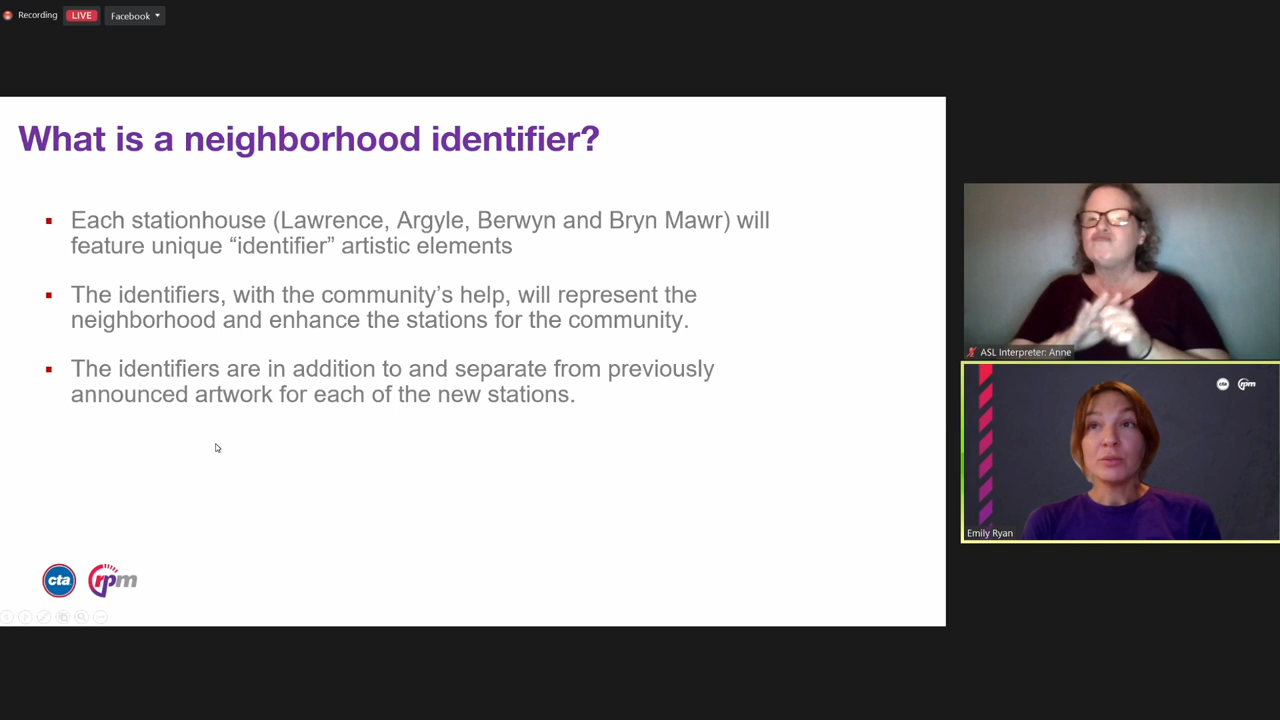 Recording LIVE Facebook
What is a neighborhood identifier?
Each stationhouse (Lawrence, Argyle, Berwyn and Bryn Mawr) will
feature unique “identifier” artistic elements
The identifiers, with the community’s help, will represent the
neighborhood and enhance the stations for the community.
The identifiers are in addition to and separate from previously
announced artwork for each of the new stations.
cta rpm
ASL Interpreter: Anne
cta rpm
Emily Ryan